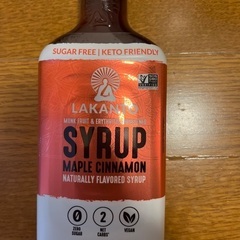 SUGAR FREE | KETO FRIENDLY
LAKANTO
MONK FRUIT & ERYTHRITOL
SYRUP
MAPLE CINNAMON
NATURALLY FLAVORED SYRUP
0 2
ZERO SUGAR NET CARBS VEGAN